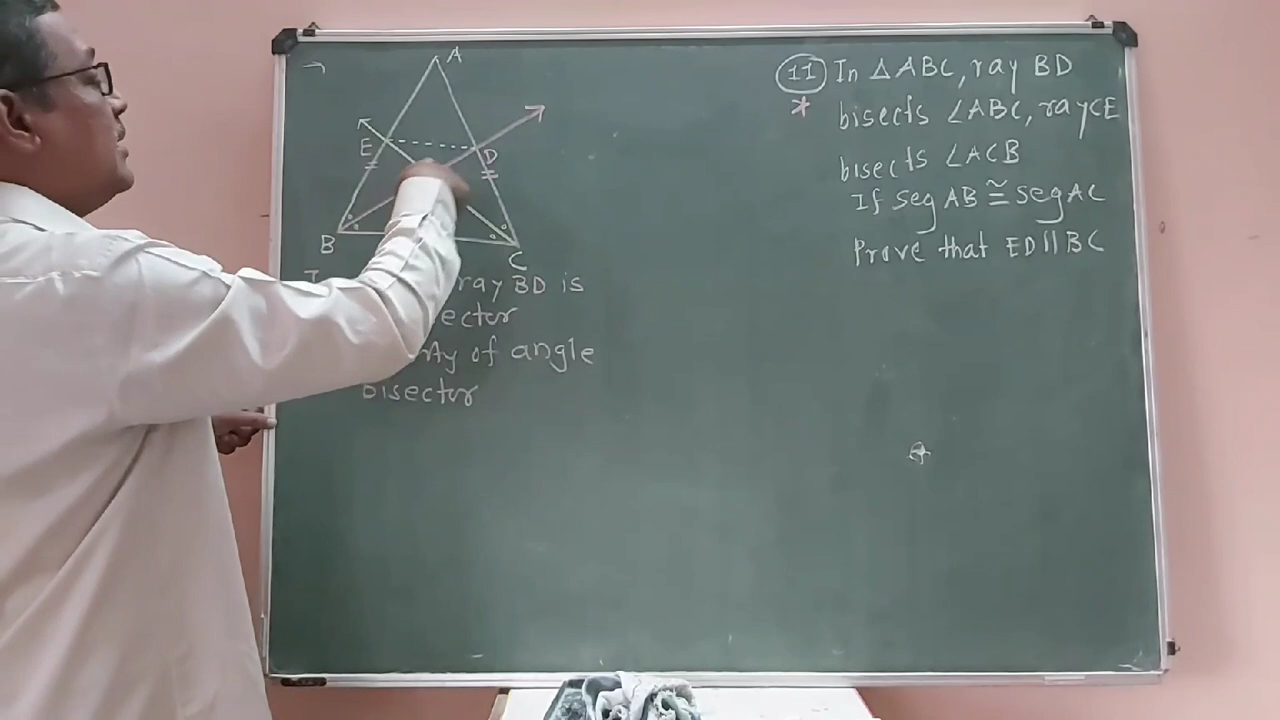 A
E
D
B
C
ray BD is
of angle
bisector
11 In △ABC, ray BD
* bisects ∠ABC, ray CE
bisects ∠ACB
If seg AB ≅ seg AC
Prove that ED || BC